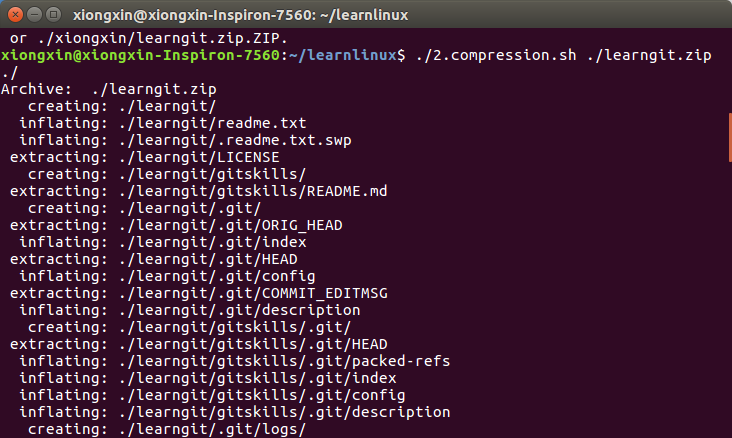 xiongxin@xiongxin-Inspiron-7560: ~/learnlinux
 or ./xiongxin/learngit.zip.ZIP.
xiongxin@xiongxin-Inspiron-7560:~/learnlinux$ ./2.compression.sh ./learngit.zip
./
Archive:  ./learngit.zip
   creating: ./learngit/
  inflating: ./learngit/readme.txt
  inflating: ./learngit/.readme.txt.swp
 extracting: ./learngit/LICENSE
   creating: ./learngit/gitskills/
 extracting: ./learngit/gitskills/README.md
   creating: ./learngit/.git/
 extracting: ./learngit/.git/ORIG_HEAD
  inflating: ./learngit/.git/index
 extracting: ./learngit/.git/HEAD
  inflating: ./learngit/.git/config
 extracting: ./learngit/.git/COMMIT_EDITMSG
  inflating: ./learngit/.git/description
   creating: ./learngit/gitskills/.git/
 extracting: ./learngit/gitskills/.git/HEAD
  inflating: ./learngit/gitskills/.git/packed-refs
  inflating: ./learngit/gitskills/.git/index
  inflating: ./learngit/gitskills/.git/config
  inflating: ./learngit/gitskills/.git/description
   creating: ./learngit/.git/logs/